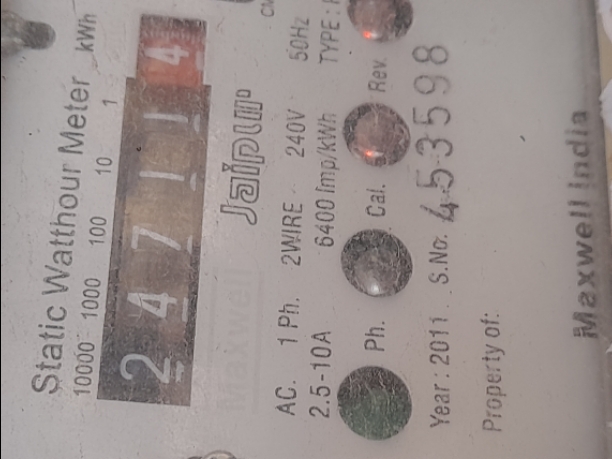 Static Watthour Meter kWh
10000 1000 100 10 1
2 4 7 1 1 4
Jaipur
AC. 1 Ph. 2WIRE 240V 50Hz
2.5-10A 6400 Imp/kWh TYPE:
Ph. Cal. Rev.
Year: 2011 S.No. 453598
Property of:
Maxwell India